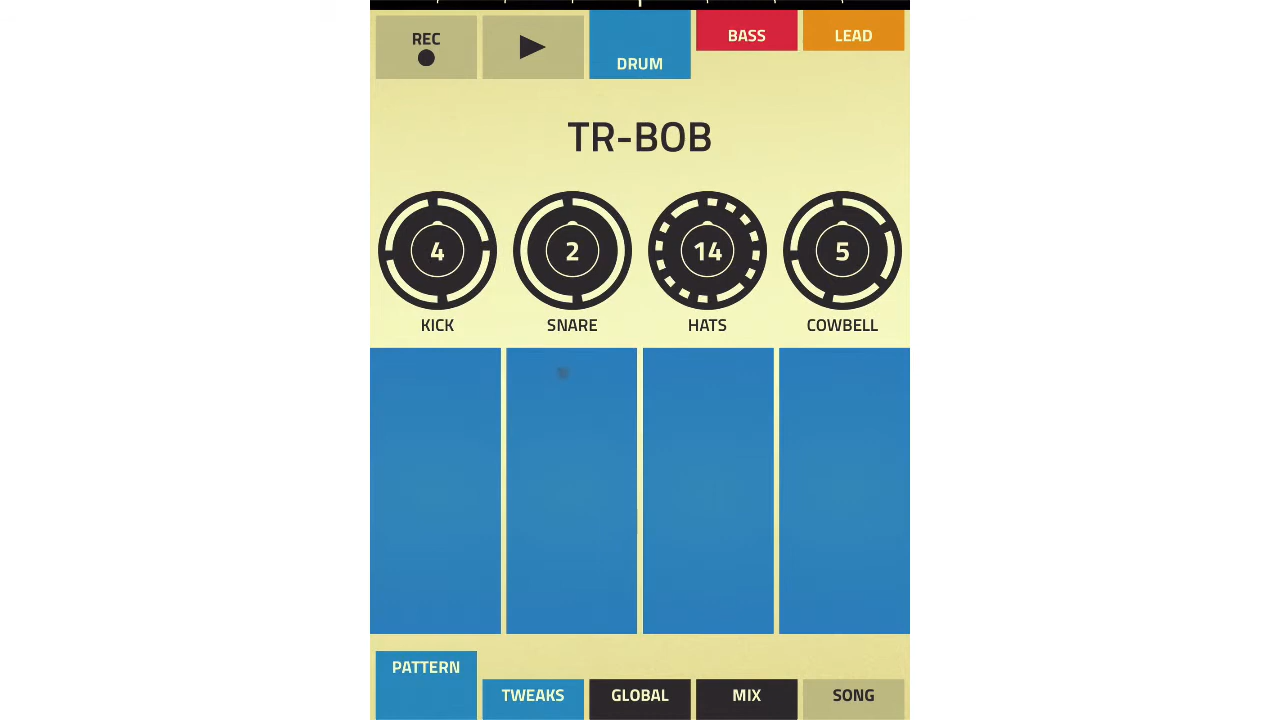 REC
DRUM
BASS
LEAD
TR-BOB
4
2
14
5
KICK
SNARE
HATS
COWBELL
PATTERN
TWEAKS
GLOBAL
MIX
SONG